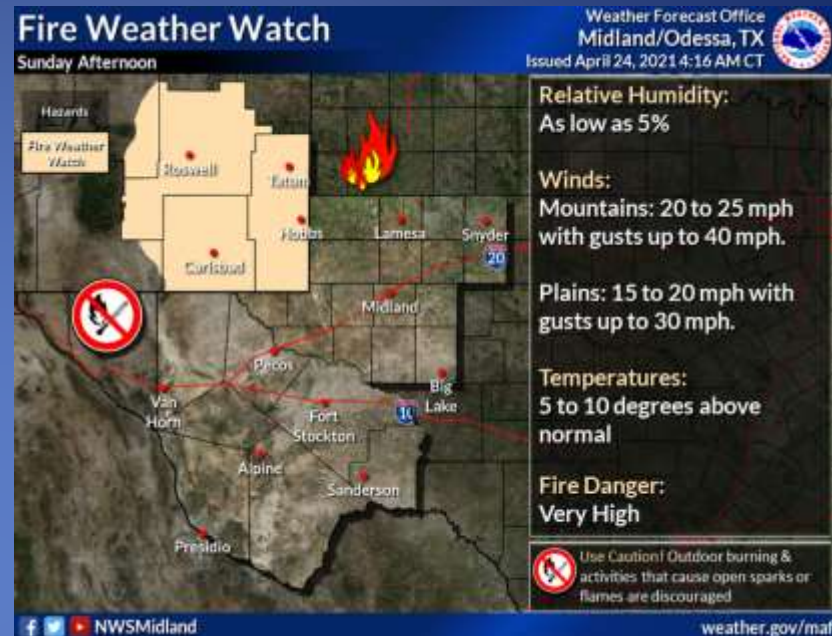 Fire Weather Watch
Sunday Afternoon
Weather Forecast Office
Midland/Odessa, TX
Issued April 24, 2021 4:16 AM CT
Hazards
Fire Weather
Watch
Roswell
Tatum
Hobbs
Carlsbad
Lamesa
Snyder
20
Midland
Pecos
Van
Horn
Fort
Stockton
Big
Lake
10
Alpine
Sanderson
Presidio
Relative Humidity:
As low as 5%
Winds:
Mountains: 20 to 25 mph
with gusts up to 40 mph.
Plains: 15 to 20 mph with
gusts up to 30 mph.
Temperatures:
5 to 10 degrees above
normal
Fire Danger:
Very High
Use Caution! Outdoor burning &
activities that cause open sparks or
flames are discouraged
NWSMidland
weather.gov/maf